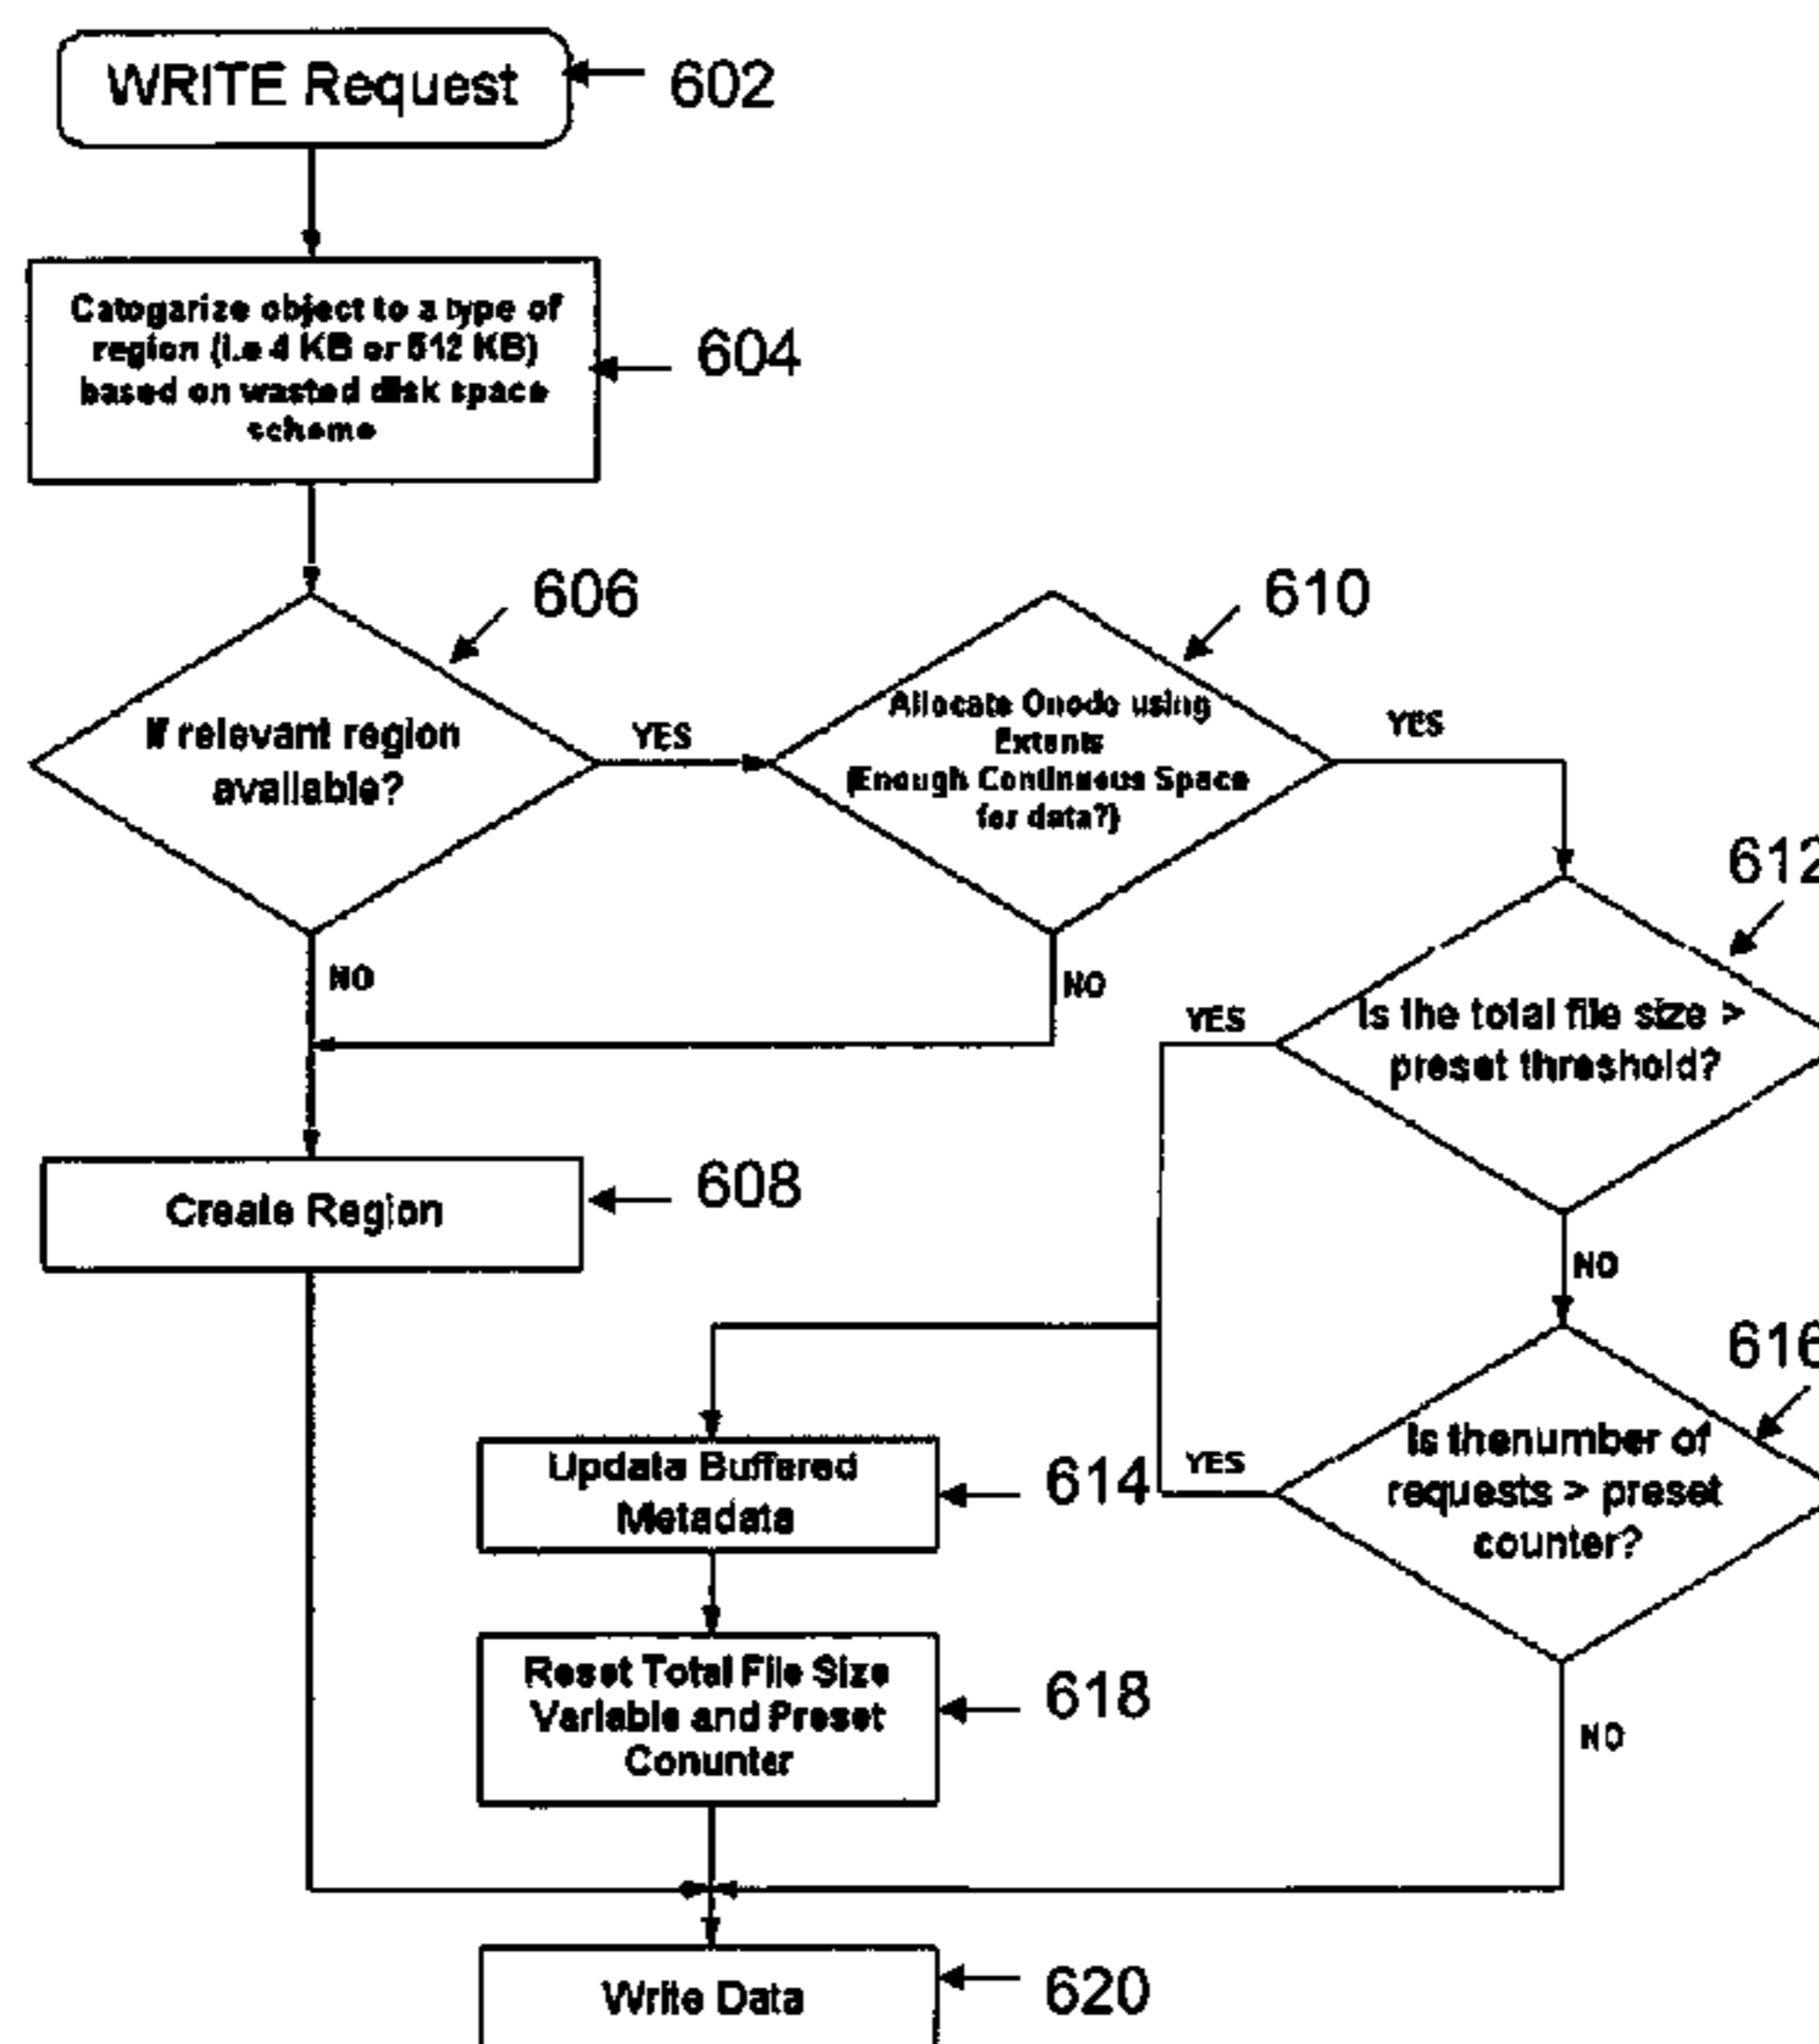 WRITE Request
602
Catogarize object to a type of
region (i.e 4 KB or 512 KB)
based on wasted disk space
scheme
604
606
If relevant region
available?
YES
610
Allocate Onode using
Extents
(Enough Continuous Space
for data?)
YES
612
NO
NO
YES
Is the total file size >
preset threshold?
Create Region
608
NO
616
Updata Buffered
Metadata
614
YES
Is thenumber of
requests > preset
counter?
Reset Total File Size
Variable and Preset
Conunter
618
NO
Write Data
620